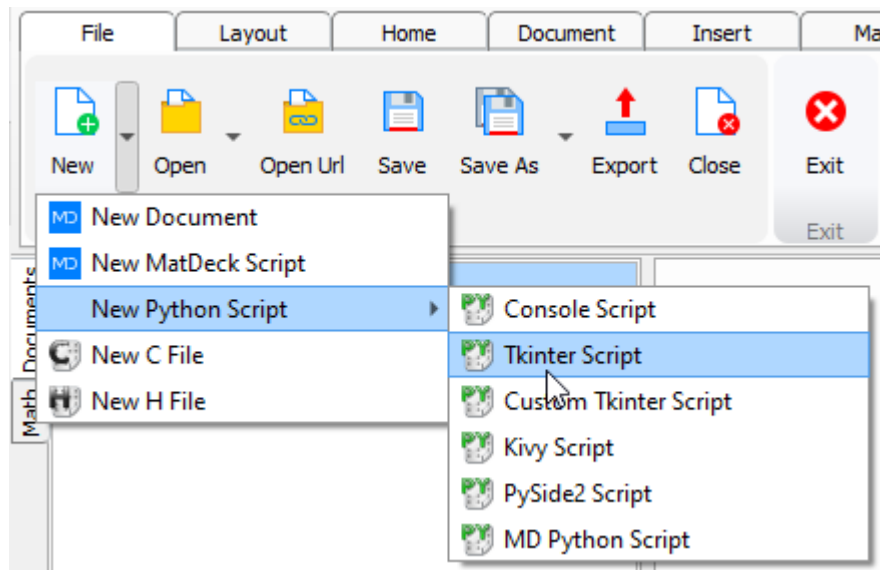 File Layout Home Document Insert Ma
New Open Open Url Save Save As Export Close Exit
Exit
MD New Document
MD New MatDeck Script
New Python Script
C New C File
H New H File
Documents
Math
PY Console Script
PY Tkinter Script
PY Custom Tkinter Script
PY Kivy Script
PY PySide2 Script
PY MD Python Script